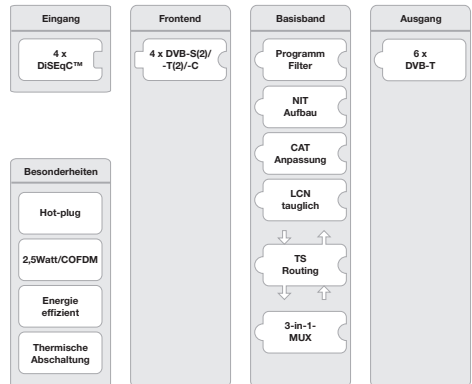 Eingang
4 x
DiSEqC™
Besonderheiten
Hot-plug
2,5Watt/COFDM
Energie
effizient
Thermische
Abschaltung
Frontend
4 x DVB-S(2)/
-T(2)/-C
Basisband
Programm
Filter
NIT
Aufbau
CAT
Anpassung
LCN
tauglich
TS
Routing
3-in-1-
MUX
Ausgang
6 x
DVB-T